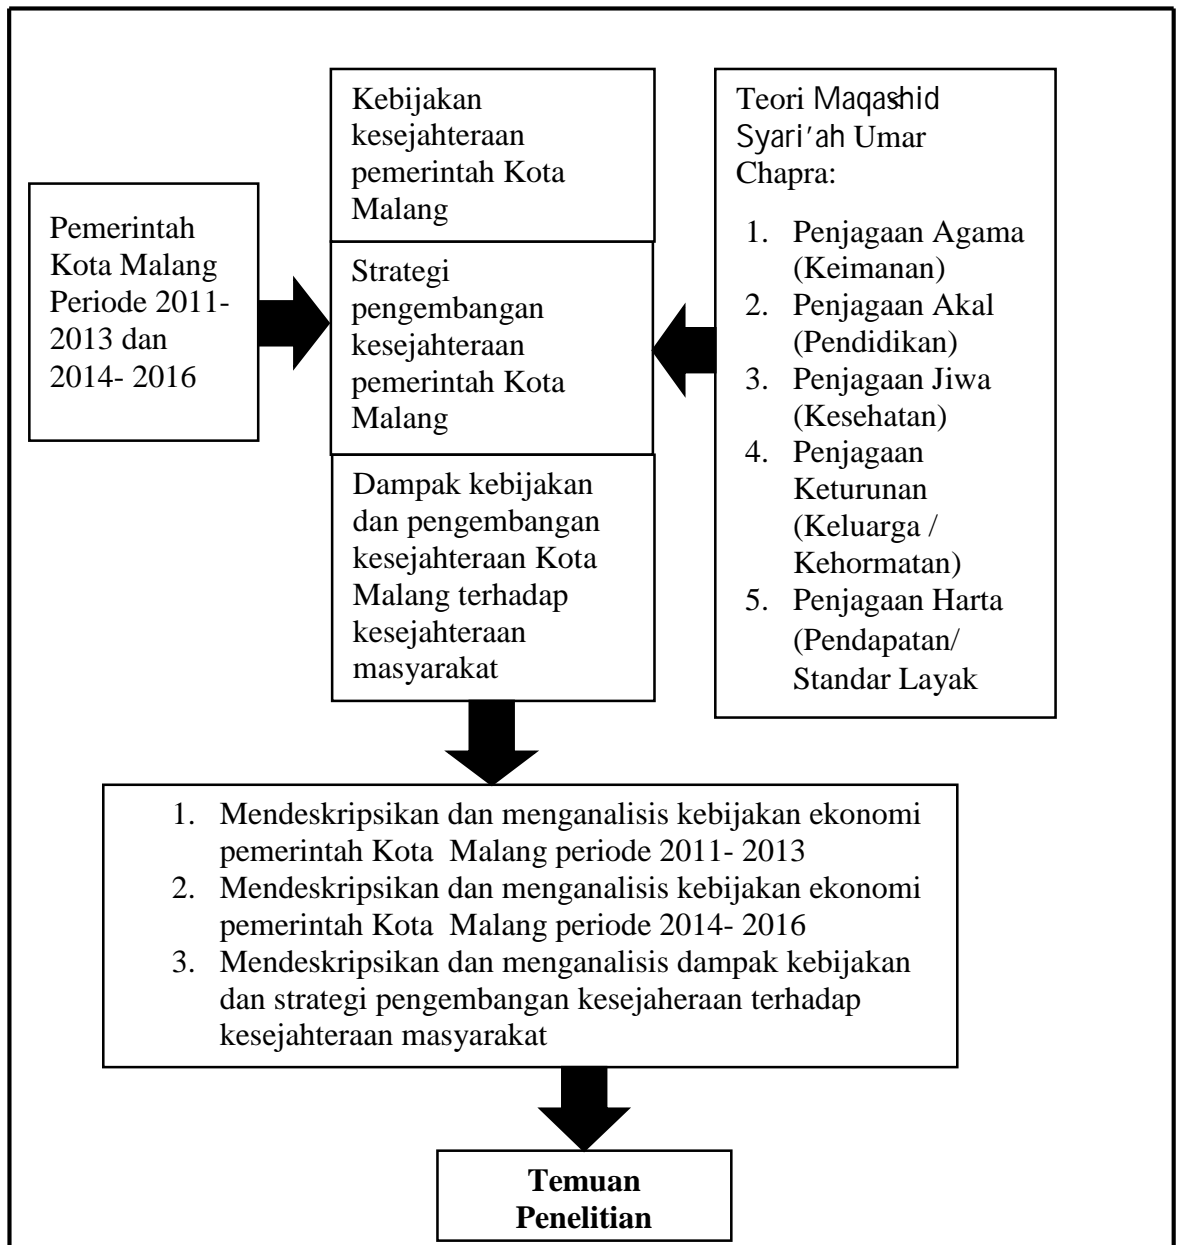 Pemerintah
Kota Malang
Periode 2011-
2013 dan
2014- 2016
Kebijakan
kesejahteraan
pemerintah Kota
Malang
Strategi
pengembangan
kesejahteraan
pemerintah Kota
Malang
Dampak kebijakan
dan pengembangan
kesejahteraan Kota
Malang terhadap
kesejahteraan
masyarakat
Teori Maqashid
Syari'ah Umar
Chapra:
1. Penjagaan Agama
(Keimanan)
2. Penjagaan Akal
(Pendidikan)
3. Penjagaan Jiwa
(Kesehatan)
4. Penjagaan
Keturunan
(Keluarga /
Kehormatan)
5. Penjagaan Harta
(Pendapatan/
Standar Layak
1. Mendeskripsikan dan menganalisis kebijakan ekonomi
pemerintah Kota  Malang periode 2011- 2013
2. Mendeskripsikan dan menganalisis kebijakan ekonomi
pemerintah Kota  Malang periode 2014- 2016
3. Mendeskripsikan dan menganalisis dampak kebijakan
dan strategi pengembangan kesejaheraan terhadap
kesejahteraan masyarakat
Temuan
Penelitian